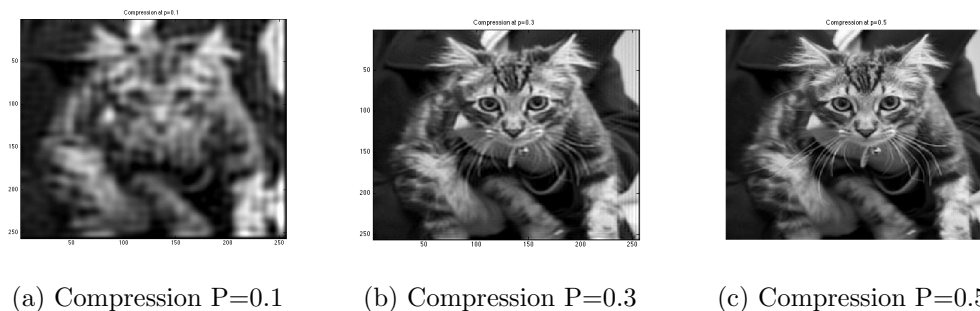 Compression at p=0.1
50
100
150
200
250
50 100 150 200 250
Compression at p=0.3
50
100
150
200
250
50 100 150 200 250
Compression at p=0.5
(a) Compression P=0.1
(b) Compression P=0.3
(c) Compression P=0.5